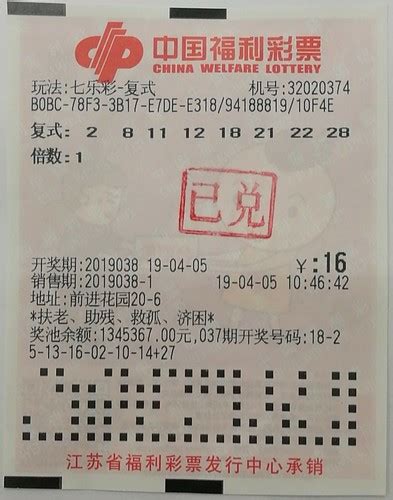 中国福利彩票
CHINA WELFARE LOTTERY
玩法:七乐彩-复式 机号:32020374
B0BC-78F3-3B17-E7DE-E318/94188819/10F4E
复式: 2 8 11 12 18 21 22 28
倍数:1
已兑
开奖期:2019038 19-04-05 ￥:16
销售期:2019038-1 19-04-05 10:46:42
地址:前进花园20-6
*扶老、助残、救孤、济困*
奖池余额:1345367.00元,037期开奖号码:18-2
5-13-16-02-10-14+27
江苏省福利彩票发行中心承销